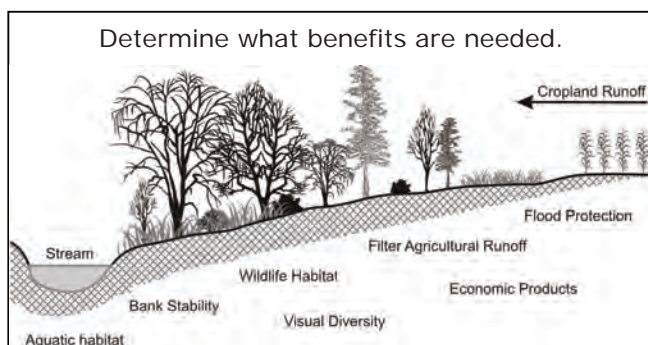 Determine what benefits are needed.
Cropland Runoff
Flood Protection
Stream
Filter Agricultural Runoff
Wildlife Habitat
Economic Products
Bank Stability
Visual Diversity
Aquatic habitat